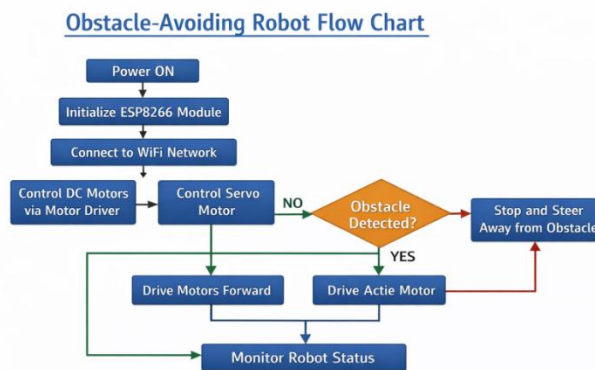 Obstacle-Avoiding Robot Flow Chart
Power ON
Initialize ESP8266 Module
Connect to WiFi Network
Control DC Motors
via Motor Driver
Control Servo
Motor
NO
Obstacle
Detected?
Stop and Steer
Away from Obstacle
YES
Drive Motors Forward
Drive Actie Motor
Monitor Robot Status